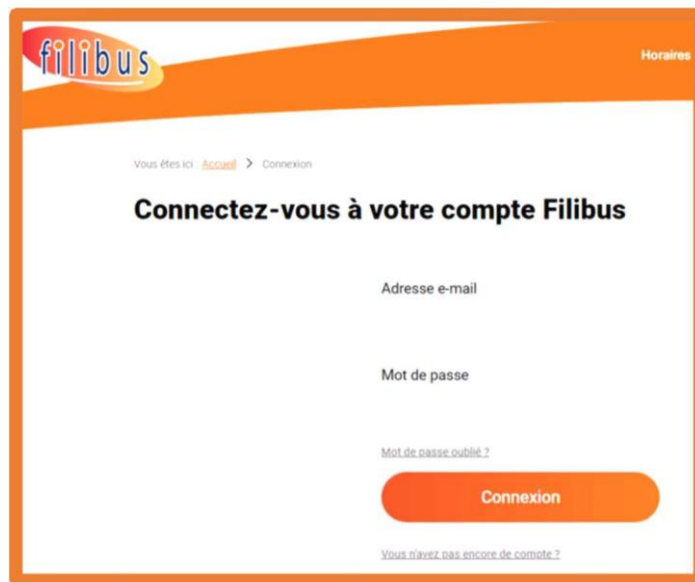 filibus
Horaires
Vous êtes ici : Accueil > Connexion
Connectez-vous à votre compte Filibus
Adresse e-mail
Mot de passe
Mot de passe oublié ?
Connexion
Vous n'avez pas encore de compte ?